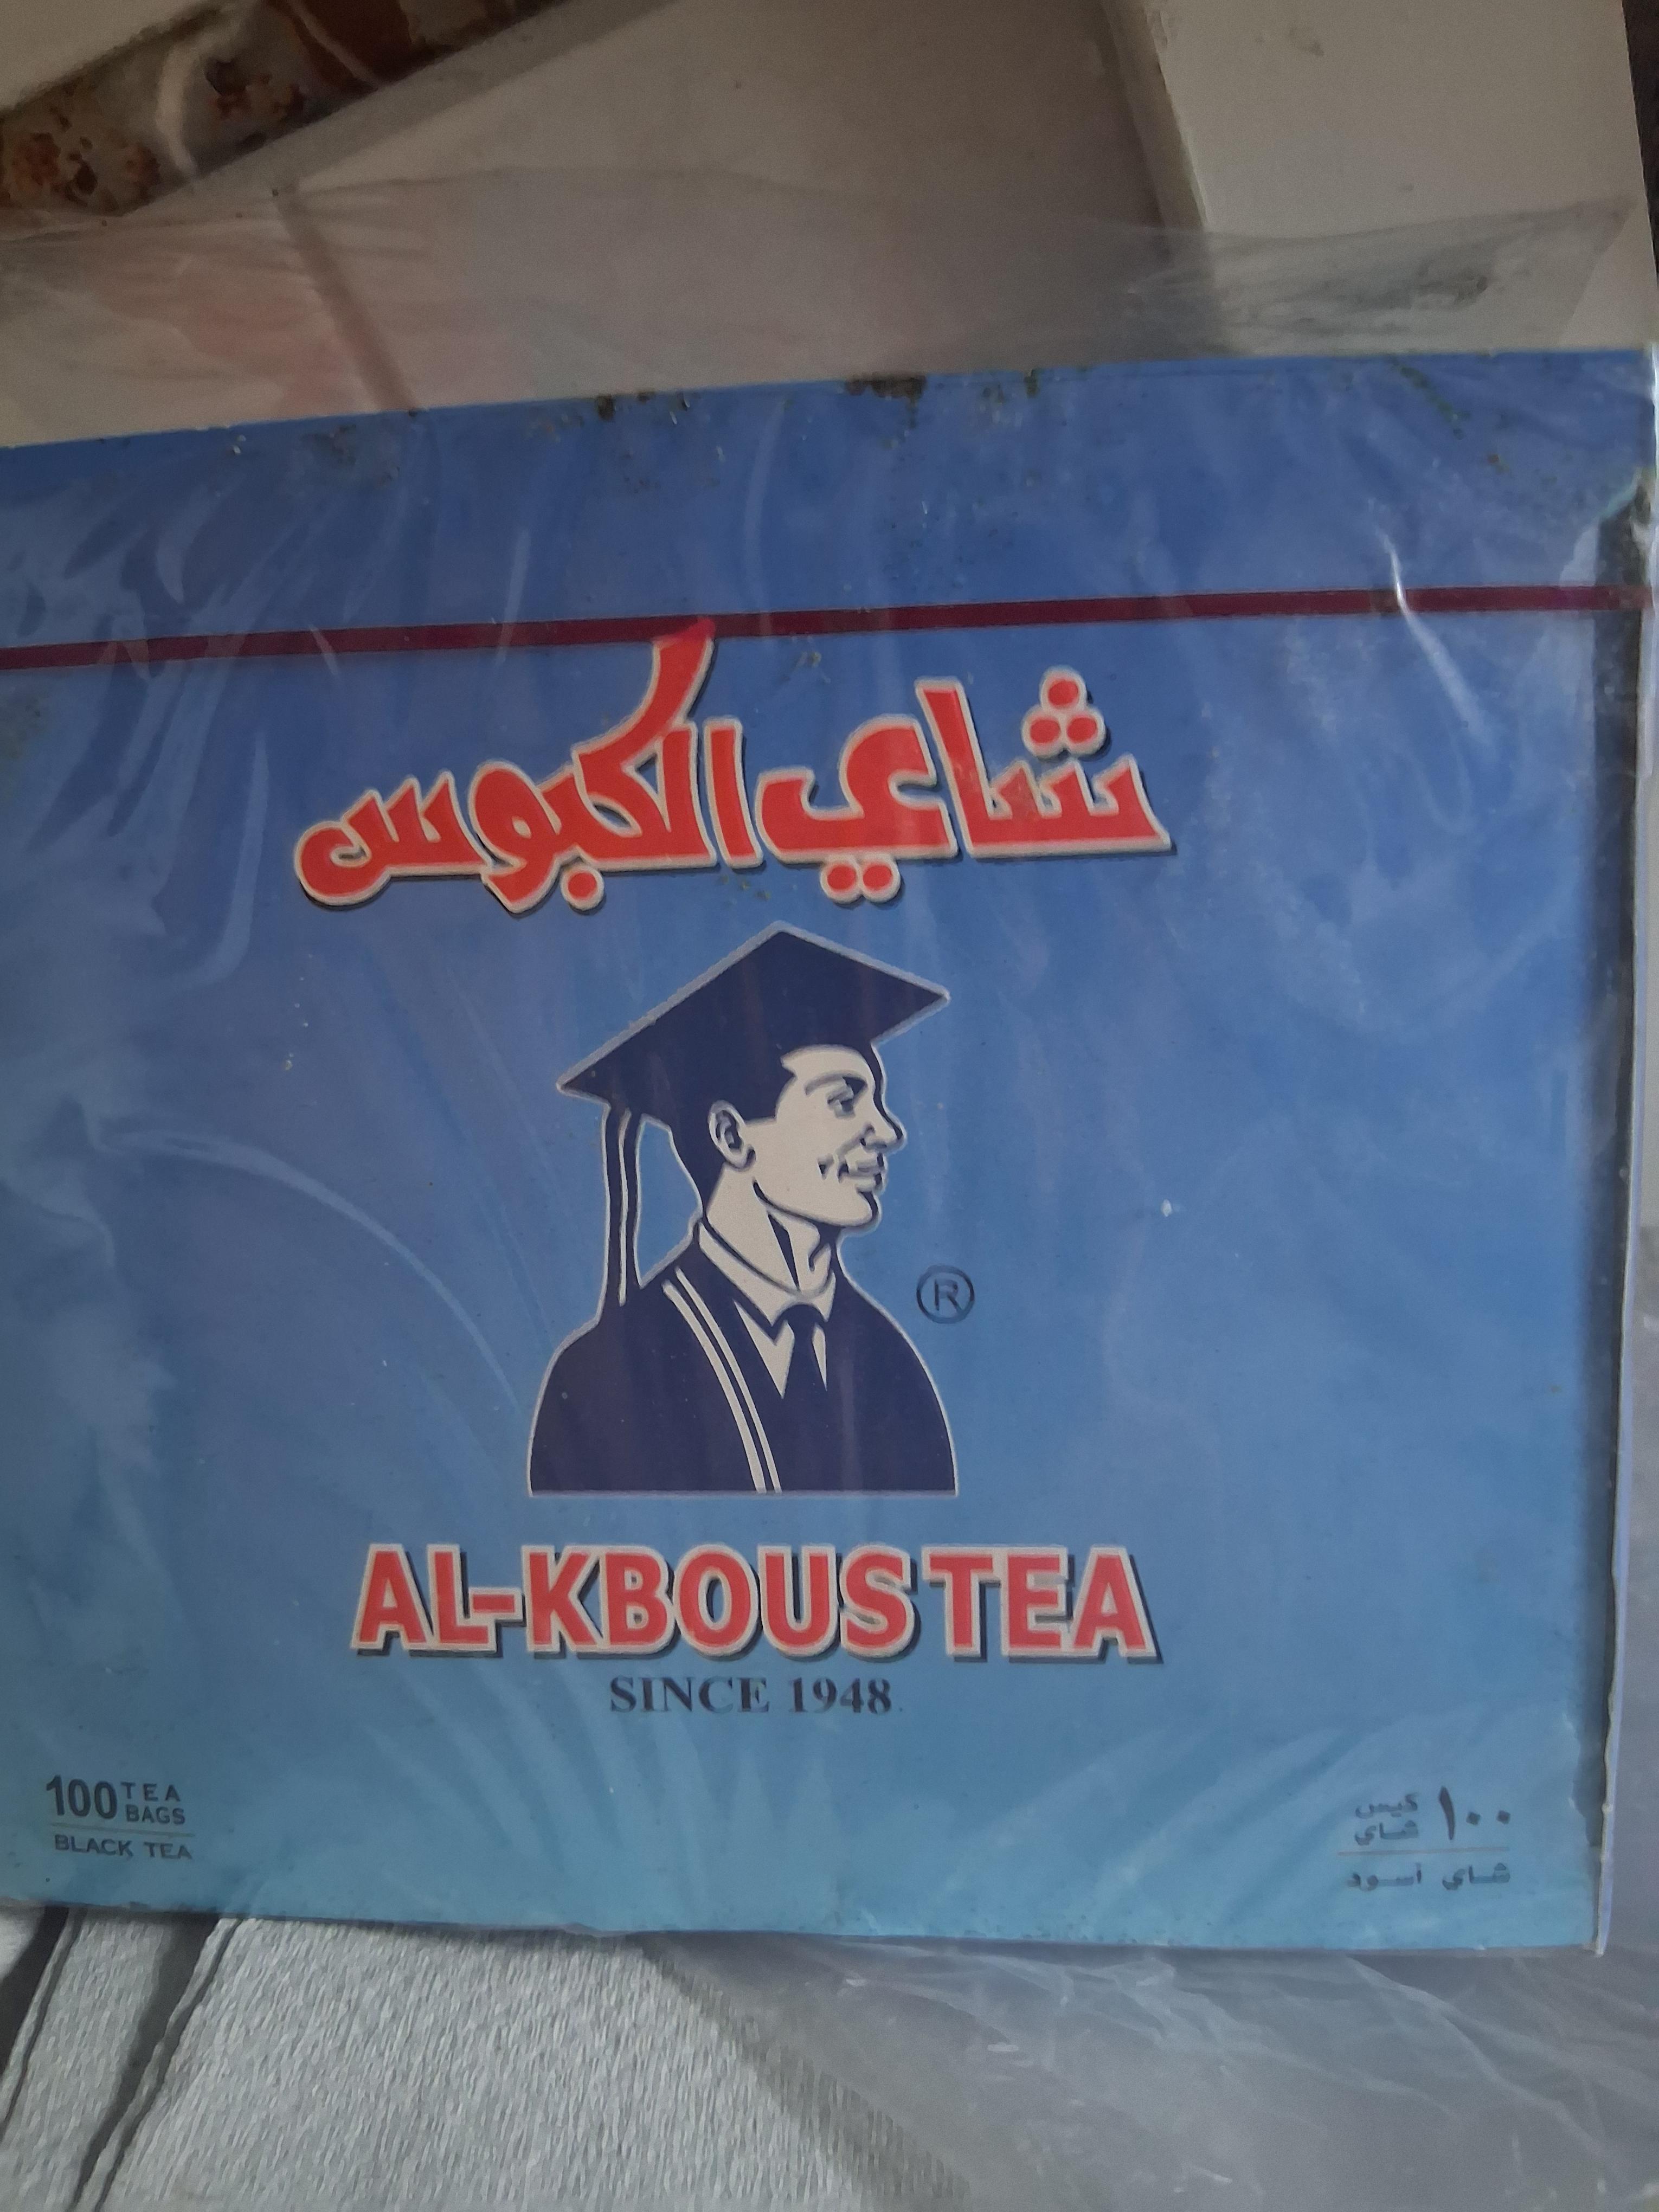 شاي الكبوس
®
AL-KBOUS TEA
SINCE 1948
100 TEA
BAGS
BLACK TEA
١٠٠ كيس
شاي
شاي أسود